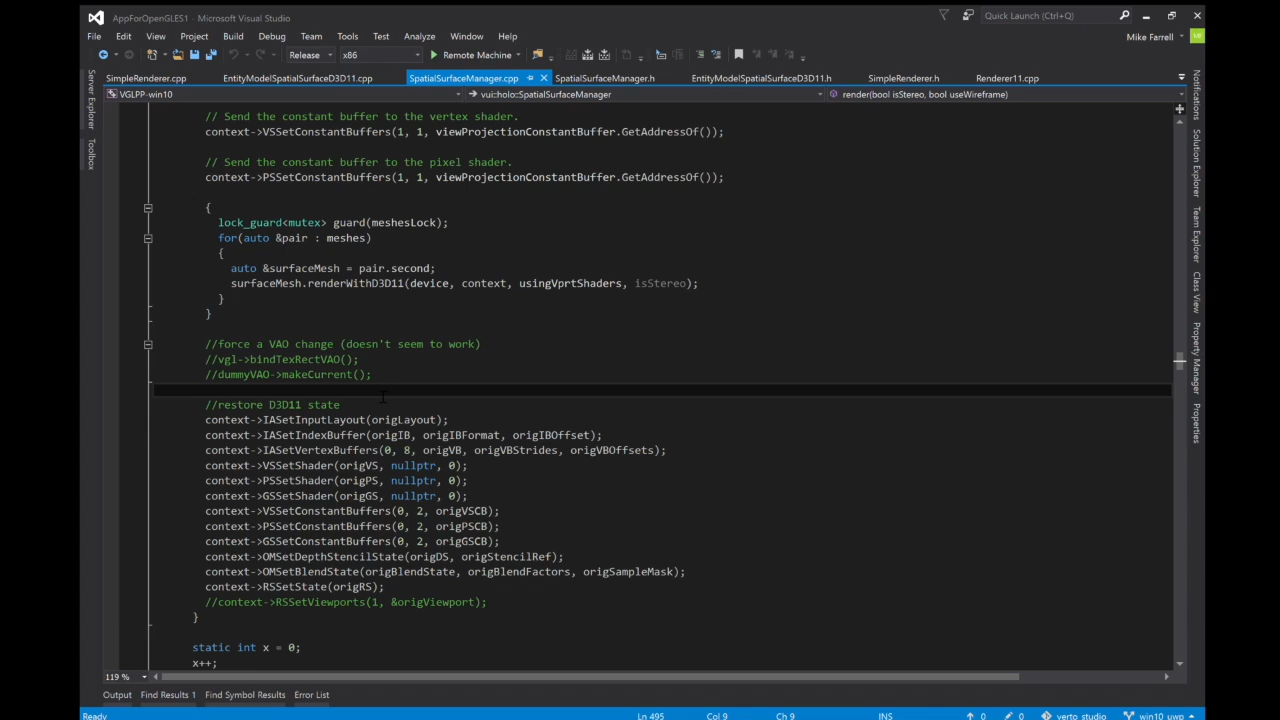 AppForOpenGLES1 - Microsoft Visual Studio
Quick Launch (Ctrl+Q)
File Edit View Project Build Debug Team Tools Test Analyze Window Help
Mike Farrell MF
Release x86 Remote Machine
SimpleRenderer.cpp EntityModelSpatialSurfaceD3D11.cpp SpatialSurfaceManager.cpp SpatialSurfaceManager.h EntityModelSpatialSurfaceD3D11.h SimpleRenderer.h Renderer11.cpp
VGLPP-win10 vui::holo::SpatialSurfaceManager render(bool isStereo, bool useWireframe)
Server Explorer
Toolbox
// Send the constant buffer to the vertex shader.
context->VSSetConstantBuffers(1, 1, viewProjectionConstantBuffer.GetAddressOf());
// Send the constant buffer to the pixel shader.
context->PSSetConstantBuffers(1, 1, viewProjectionConstantBuffer.GetAddressOf());
{
lock_guard<mutex> guard(meshesLock);
for(auto &pair : meshes)
{
auto &surfaceMesh = pair.second;
surfaceMesh.renderWithD3D11(device, context, usingVprtShaders, isStereo);
}
}
//force a VAO change (doesn't seem to work)
//vgl->bindTexRectVAO();
//dummyVAO->makeCurrent();
//restore D3D11 state
context->IASetInputLayout(origLayout);
context->IASetIndexBuffer(origIB, origIBFormat, origIBOffset);
context->IASetVertexBuffers(0, 8, origVB, origVBStrides, origVBOffsets);
context->VSSetShader(origVS, nullptr, 0);
context->PSSetShader(origPS, nullptr, 0);
context->GSSetShader(origGS, nullptr, 0);
context->VSSetConstantBuffers(0, 2, origVSCB);
context->PSSetConstantBuffers(0, 2, origPSCB);
context->GSSetConstantBuffers(0, 2, origGSCB);
context->OMSetDepthStencilState(origDS, origStencilRef);
context->OMSetBlendState(origBlendState, origBlendFactors, origSampleMask);
context->RSSetState(origRS);
//context->RSSetViewports(1, &origViewport);
}
static int x = 0;
x++;
Notifications
Solution Explorer
Team Explorer
Class View
Property Manager
Properties
119 %
Output Find Results 1 Find Symbol Results Error List
Ready Ln 495 Col 9 Ch 9 INS 0 0 verto_studio win10_uwp